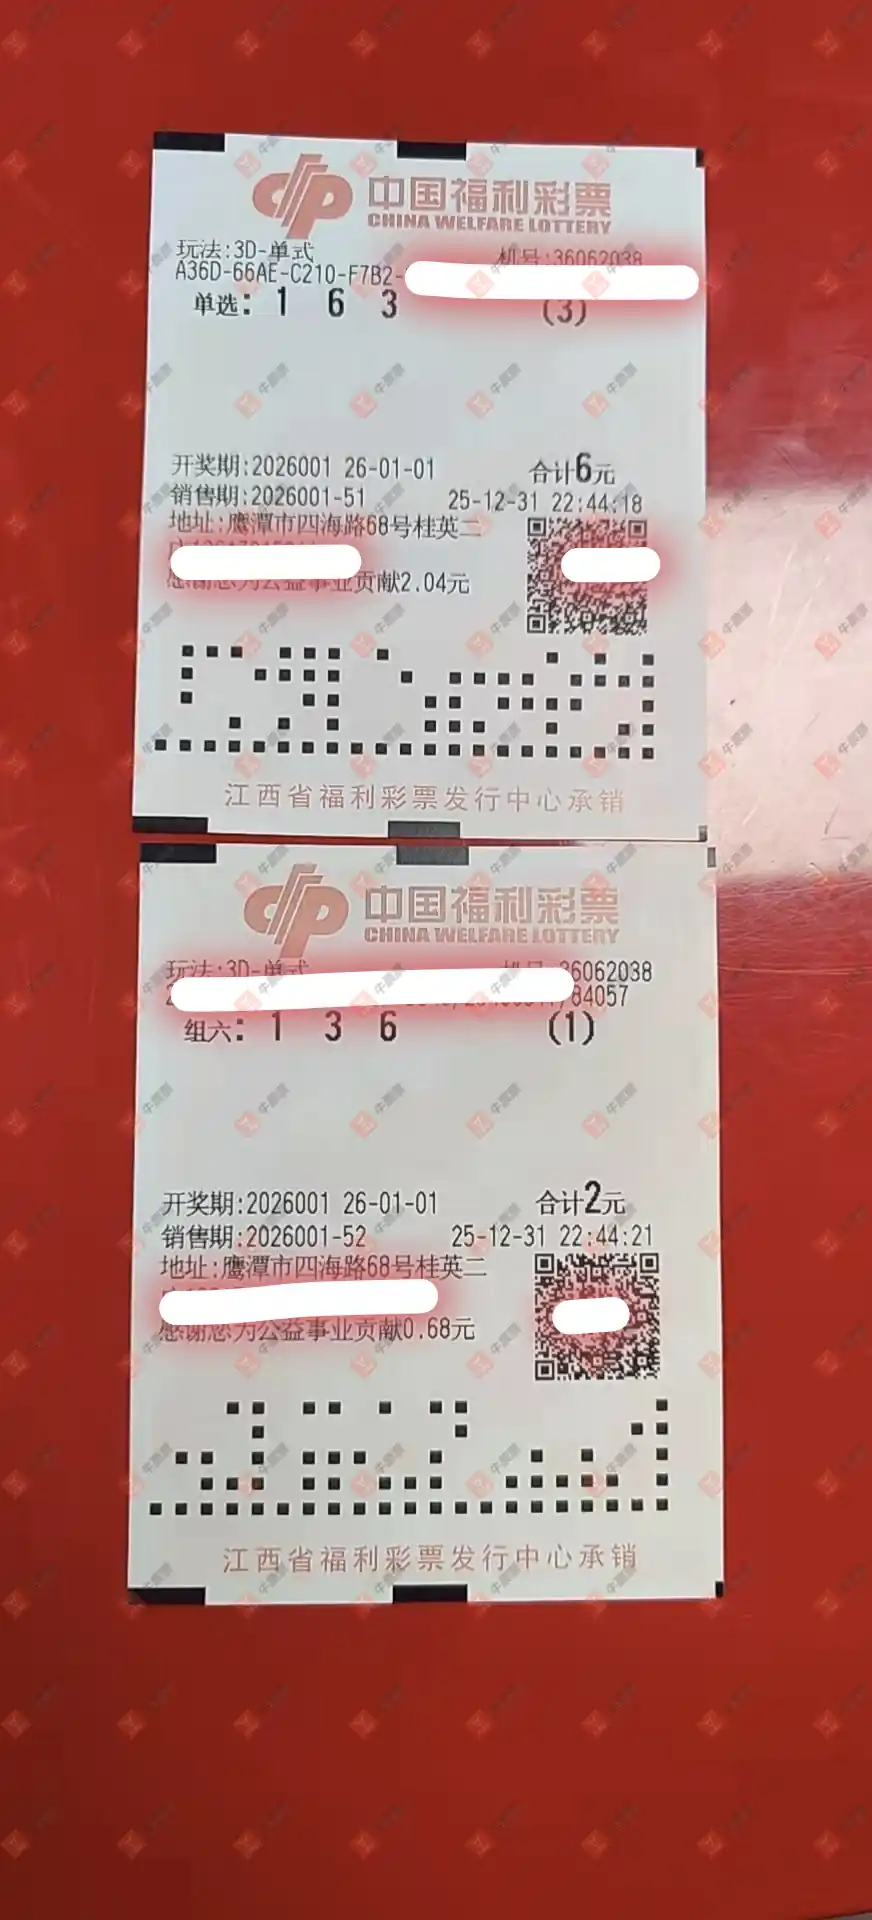 中国福利彩票
CHINA WELFARE LOTTERY
玩法:3D-单式 机号:36062038
A36D-66AE-C210-F7B2-
单选: 1 6 3 (3)
开奖期:2026001 26-01-01 合计6元
销售期:2026001-51 25-12-31 22:44:18
地址:鹰潭市四海路68号桂英二
感谢您为公益事业贡献2.04元
江西省福利彩票发行中心承销
中国福利彩票
CHINA WELFARE LOTTERY
玩法:3D-单式 机号:36062038
84057
组六: 1 3 6 (1)
开奖期:2026001 26-01-01 合计2元
销售期:2026001-52 25-12-31 22:44:21
地址:鹰潭市四海路68号桂英二
感谢您为公益事业贡献0.68元
江西省福利彩票发行中心承销